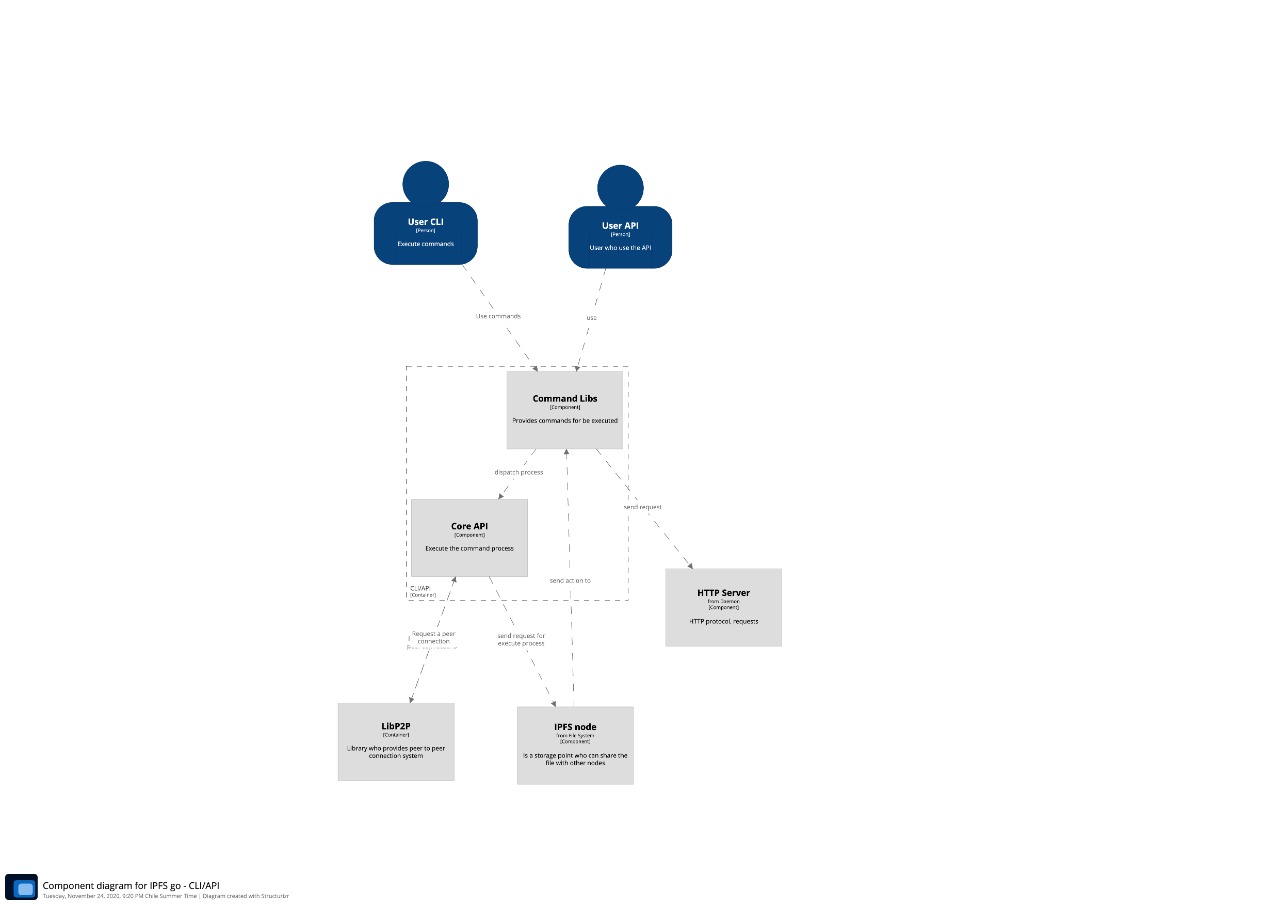 User CLI
[Person]
Execute commands
User API
[Person]
User who use the API
Use commands
use
Command Libs
[Component]
Provides commands for be executed
dispatch process
send request
Core API
[Component]
Execute the command process
send action to
CLI/API
[Container]
HTTP Server
from Daemon
[Component]
HTTP protocol, requests
Request a peer
connection
send request for
execute process
LibP2P
[Container]
Library who provides peer to peer
connection system
IPFS node
from File System
[Component]
Is a storage point who can share the
file with other nodes
Component diagram for IPFS go - CLI/API
Tuesday, November 24, 2020, 9:20 PM Chile Summer Time | Diagram created with Structurizr